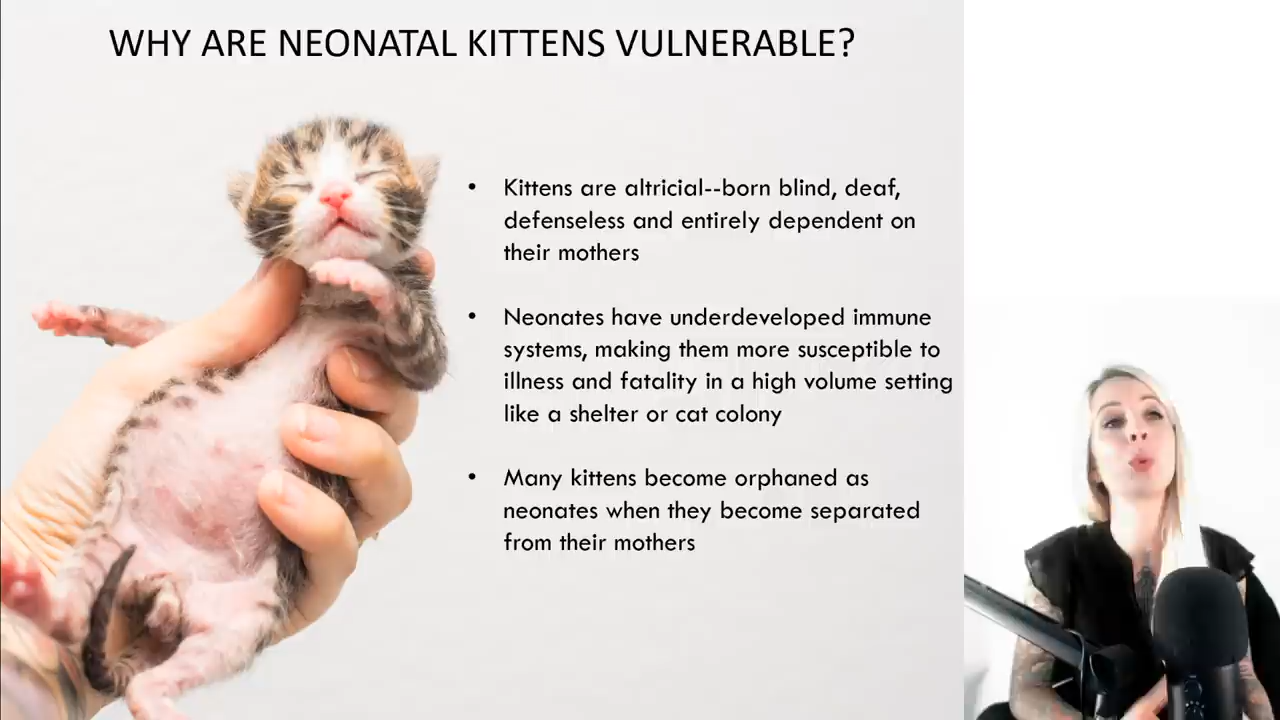 WHY ARE NEONATAL KITTENS VULNERABLE?
• Kittens are altricial--born blind, deaf,
defenseless and entirely dependent on
their mothers
• Neonates have underdeveloped immune
systems, making them more susceptible to
illness and fatality in a high volume setting
like a shelter or cat colony
• Many kittens become orphaned as
neonates when they become separated
from their mothers